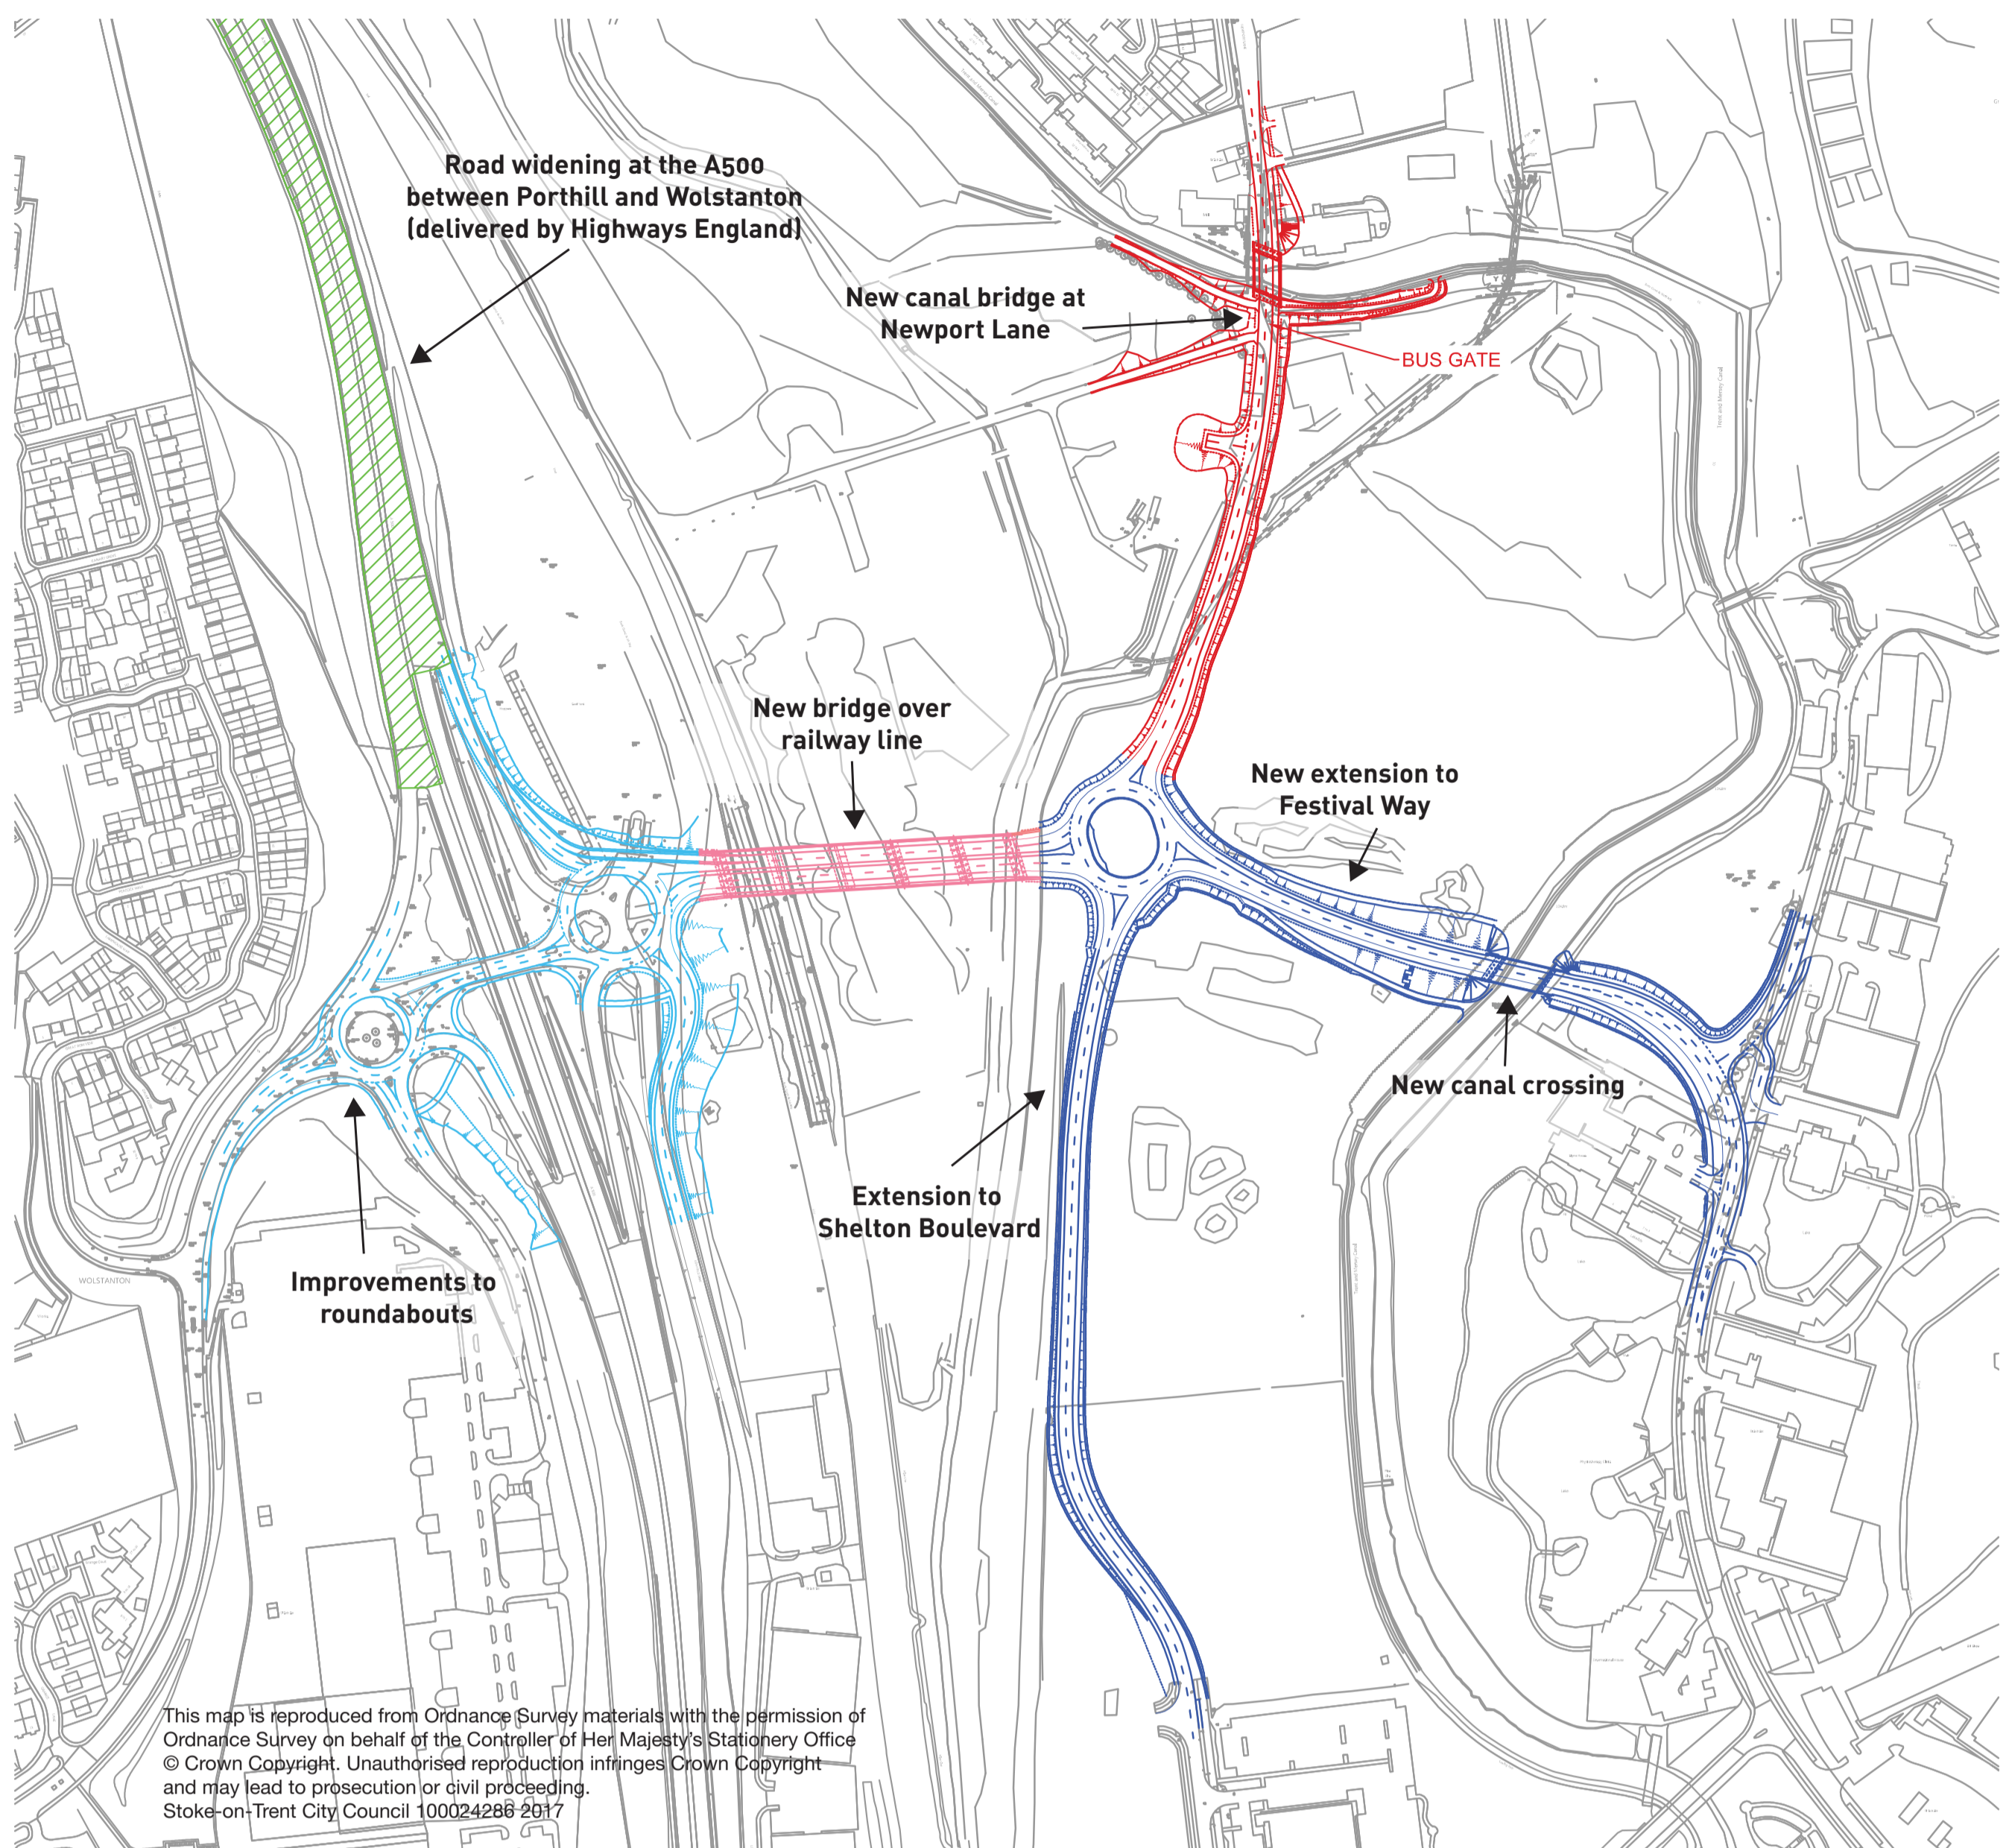 Road widening at the A500
between Porthill and Wolstanton
(delivered by Highways England)
New canal bridge at
Newport Lane
BUS GATE
Trent and Mersey Canal
New bridge over
railway line
New extension to
Festival Way
New canal crossing
Extension to
Shelton Boulevard
Improvements to
roundabouts
WOLSTANTON
This map is reproduced from Ordnance Survey materials with the permission of
Ordnance Survey on behalf of the Controller of Her Majesty's Stationery Office
© Crown Copyright. Unauthorised reproduction infringes Crown Copyright
and may lead to prosecution or civil proceeding.
Stoke-on-Trent City Council 100024286 2017